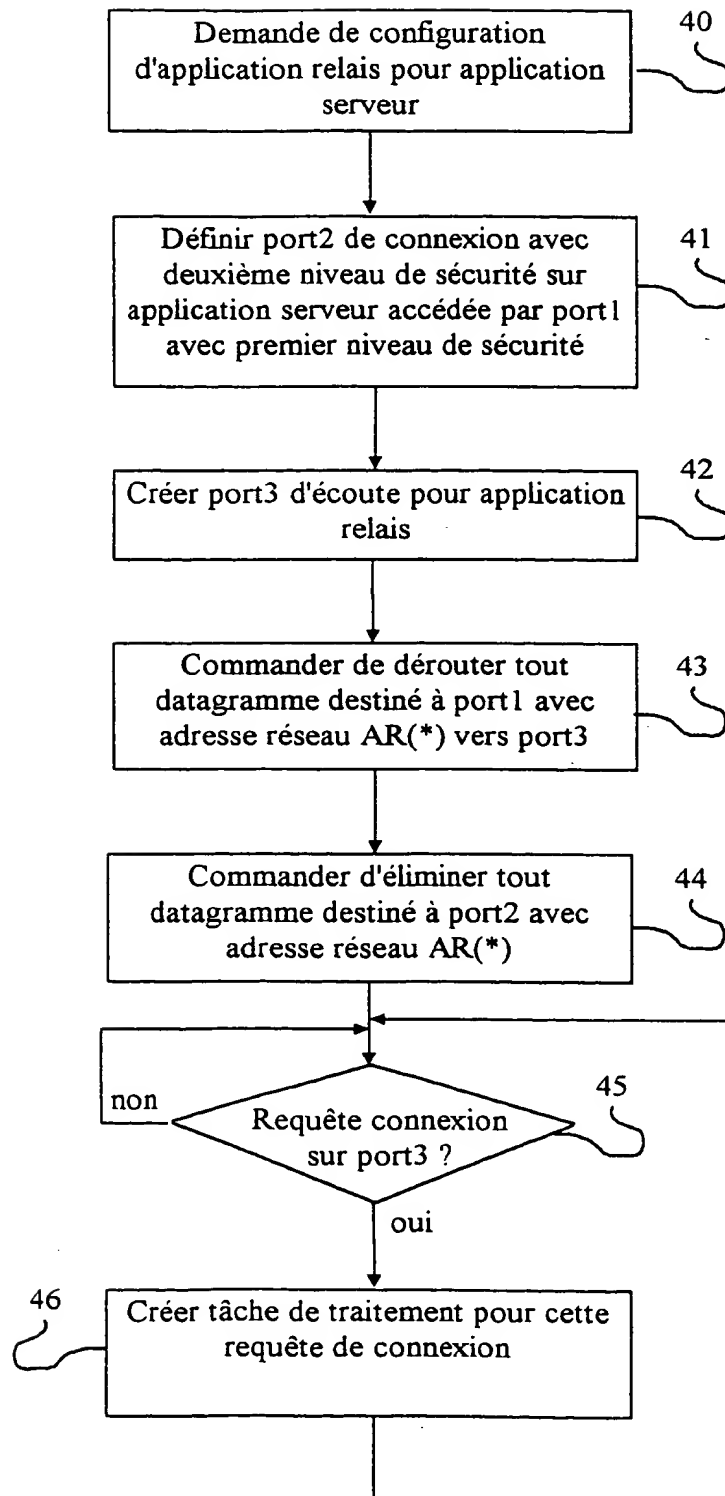 Demande de configuration
d'application relais pour application
serveur
40
Définir port2 de connexion avec
deuxième niveau de sécurité sur
application serveur accédée par port1
avec premier niveau de sécurité
41
Créer port3 d'écoute pour application
relais
42
Commander de dérouter tout
datagramme destiné à port1 avec
adresse réseau AR(*) vers port3
43
Commander d'éliminer tout
datagramme destiné à port2 avec
adresse réseau AR(*)
44
non
Requête connexion
sur port3 ?
45
oui
46
Créer tâche de traitement pour cette
requête de connexion